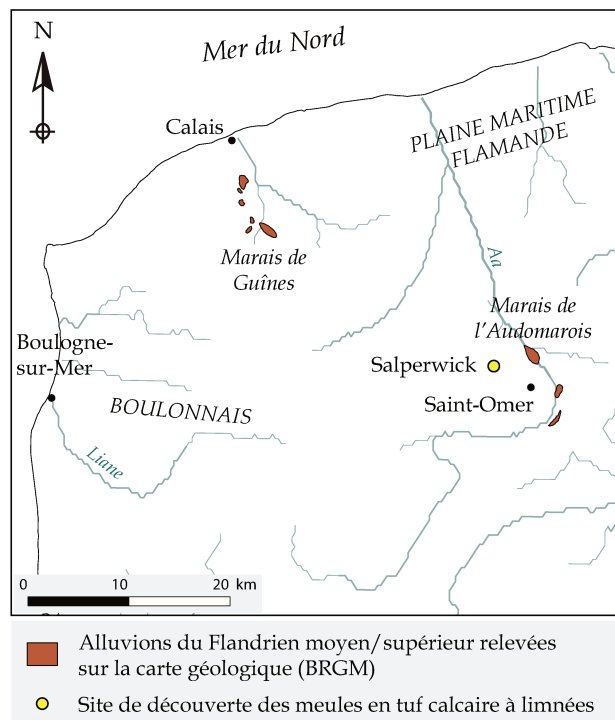 N
Mer du Nord
Calais
PLAINE MARITIME
FLAMANDE
Marais de
Guînes
Aa
Marais de
l'Audomarois
Boulogne-
sur-Mer
Salperwick
Saint-Omer
BOULONNAIS
Liane
0 10 20 km
Alluvions du Flandrien moyen/supérieur relevées
sur la carte géologique (BRGM)
Site de découverte des meules en tuf calcaire à limnées